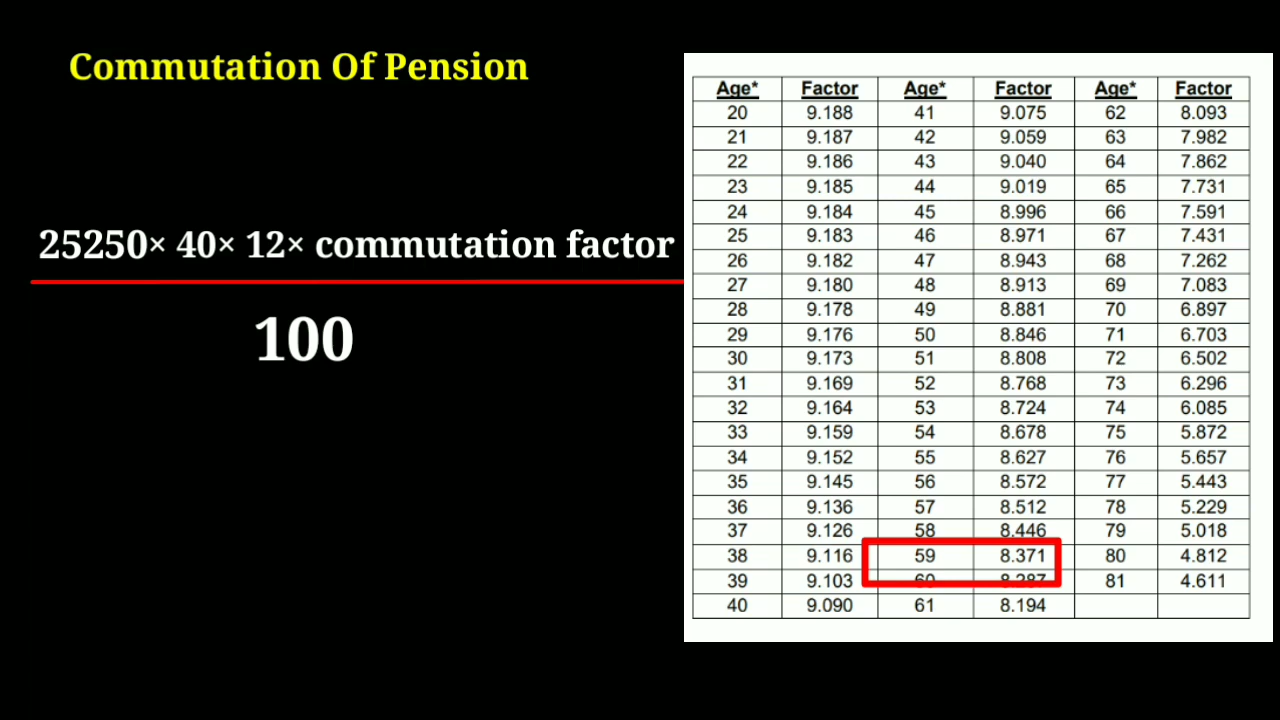 Commutation Of Pension
25250× 40× 12× commutation factor
100
Age* Factor Age* Factor Age* Factor
20 9.188 41 9.075 62 8.093
21 9.187 42 9.059 63 7.982
22 9.186 43 9.040 64 7.862
23 9.185 44 9.019 65 7.731
24 9.184 45 8.996 66 7.591
25 9.183 46 8.971 67 7.431
26 9.182 47 8.943 68 7.262
27 9.180 48 8.913 69 7.083
28 9.178 49 8.881 70 6.897
29 9.176 50 8.846 71 6.703
30 9.173 51 8.808 72 6.502
31 9.169 52 8.768 73 6.296
32 9.164 53 8.724 74 6.085
33 9.159 54 8.678 75 5.872
34 9.152 55 8.627 76 5.657
35 9.145 56 8.572 77 5.443
36 9.136 57 8.512 78 5.229
37 9.126 58 8.446 79 5.018
38 9.116 59 8.371 80 4.812
39 9.103 60 8.287 81 4.611
40 9.090 61 8.194